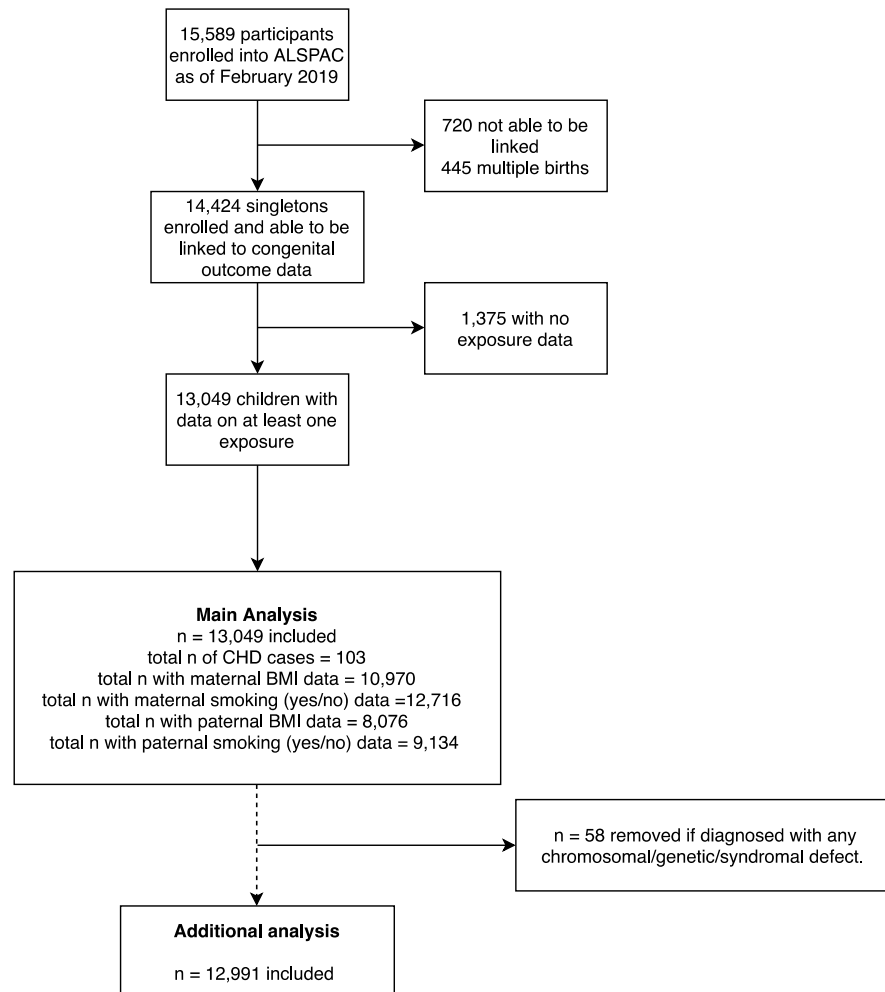 15,589 participants
enrolled into ALSPAC
as of February 2019
720 not able to be
linked
445 multiple births
14,424 singletons
enrolled and able to be
linked to congenital
outcome data
1,375 with no
exposure data
13,049 children with
data on at least one
exposure
Main Analysis
n = 13,049 included
total n of CHD cases = 103
total n with maternal BMI data = 10,970
total n with maternal smoking (yes/no) data =12,716
total n with paternal BMI data = 8,076
total n with paternal smoking (yes/no) data = 9,134
n = 58 removed if diagnosed with any
chromosomal/genetic/syndromal defect.
Additional analysis
n = 12,991 included